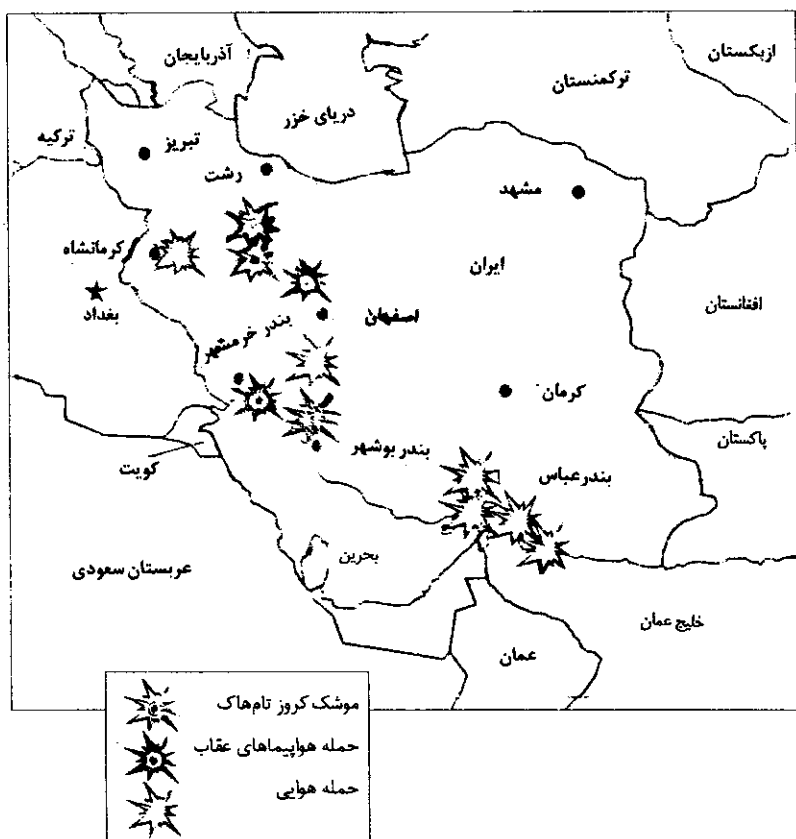 آذربایجان
ازبکستان
ترکمنستان
دریای خزر
ترکیه
تبریز
رشت
مشهد
کرمانشاه
ایران
افغانستان
بغداد
اصفهان
بندر خرمشهر
کرمان
پاکستان
کویت
بندر بوشهر
بندرعباس
بحرین
عربستان سعودی
خلیج عمان
عمان
موشک کروز تام‌هاک
حمله هواپیماهای عقاب
حمله هوایی